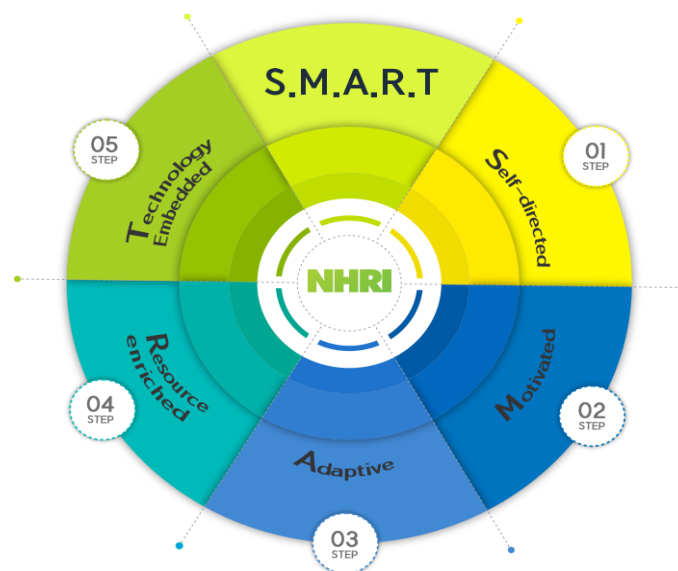 S.M.A.R.T
01
STEP
Self-directed
02
STEP
Motivated
03
STEP
Adaptive
04
STEP
Resource
enriched
05
STEP
Technology
Embedded
NHRI